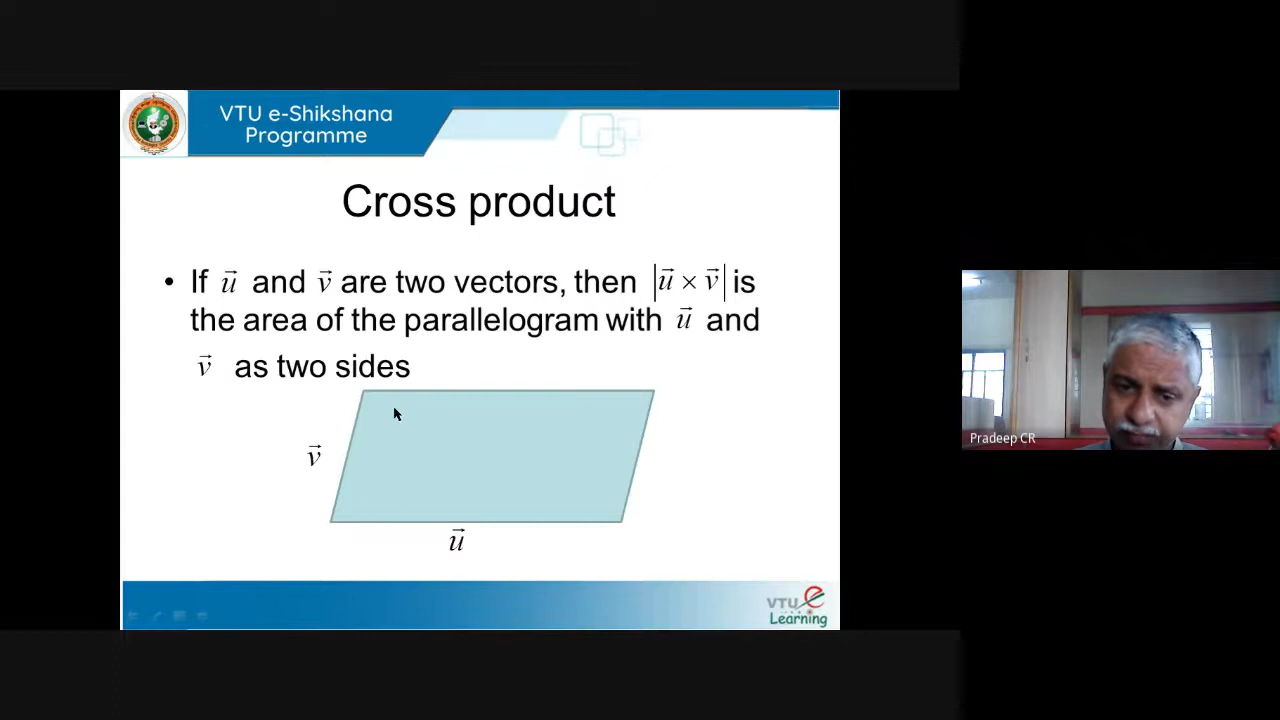 VTU e-Shikshana
Programme
Cross product
• If u⃗ and v⃗ are two vectors, then |u⃗ × v⃗| is
the area of the parallelogram with u⃗ and
v⃗ as two sides
v⃗
u⃗
Pradeep CR
VTU e
Learning